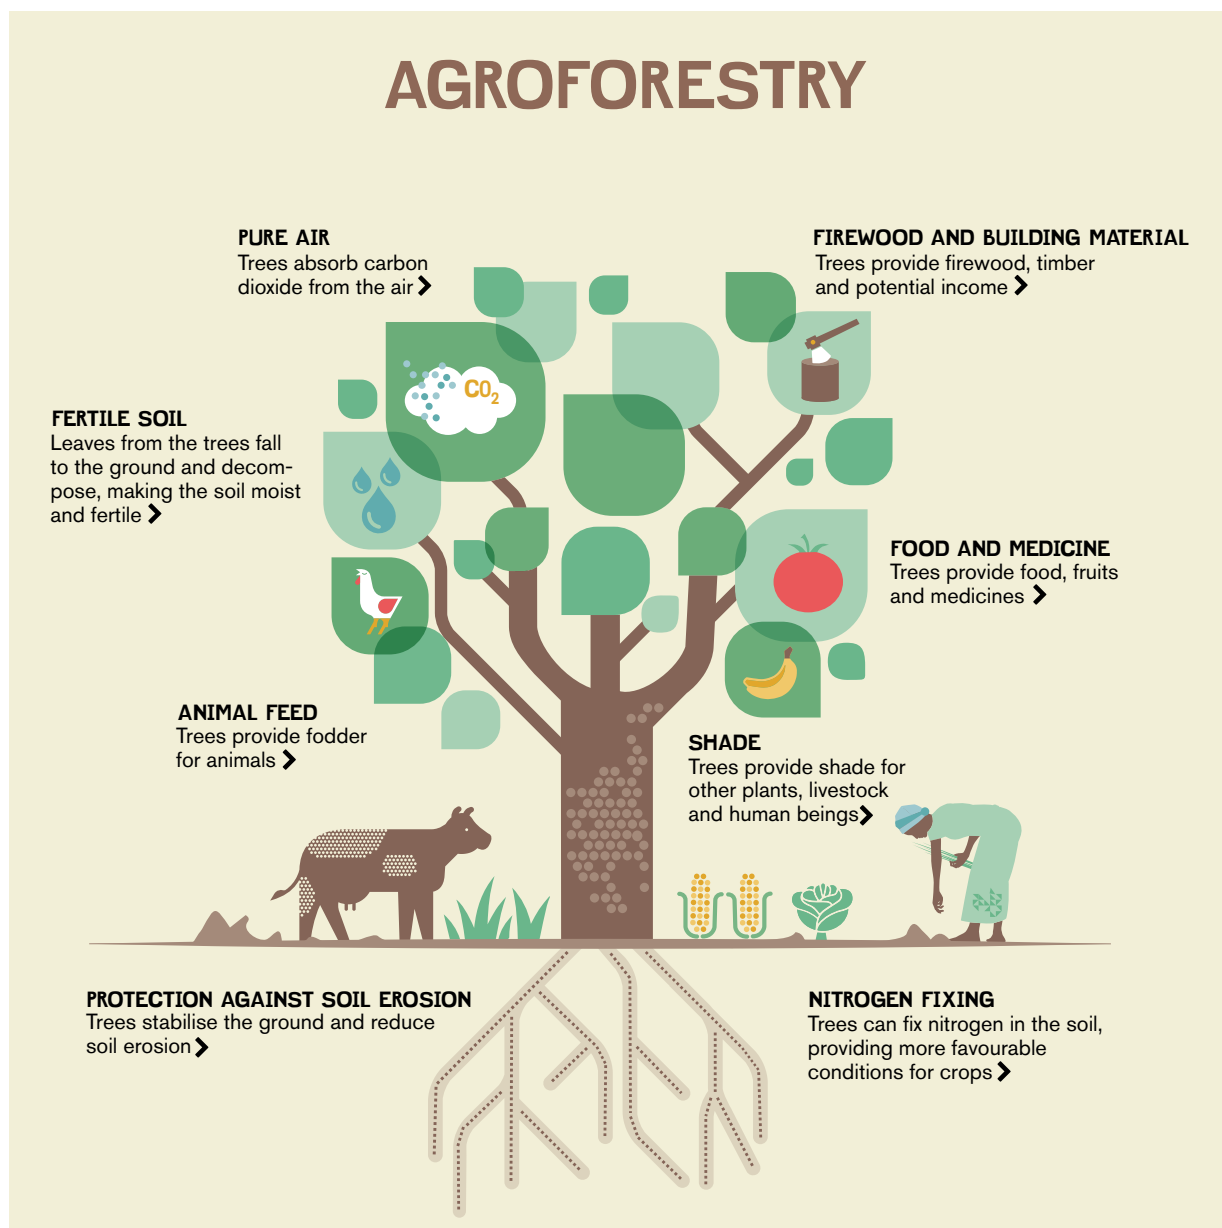 AGROFORESTRY
PURE AIR
Trees absorb carbon
dioxide from the air
FIREWOOD AND BUILDING MATERIAL
Trees provide firewood, timber
and potential income
CO2
FERTILE SOIL
Leaves from the trees fall
to the ground and decom-
pose, making the soil moist
and fertile
FOOD AND MEDICINE
Trees provide food, fruits
and medicines
ANIMAL FEED
Trees provide fodder
for animals
SHADE
Trees provide shade for
other plants, livestock
and human beings
PROTECTION AGAINST SOIL EROSION
Trees stabilise the ground and reduce
soil erosion
NITROGEN FIXING
Trees can fix nitrogen in the soil,
providing more favourable
conditions for crops